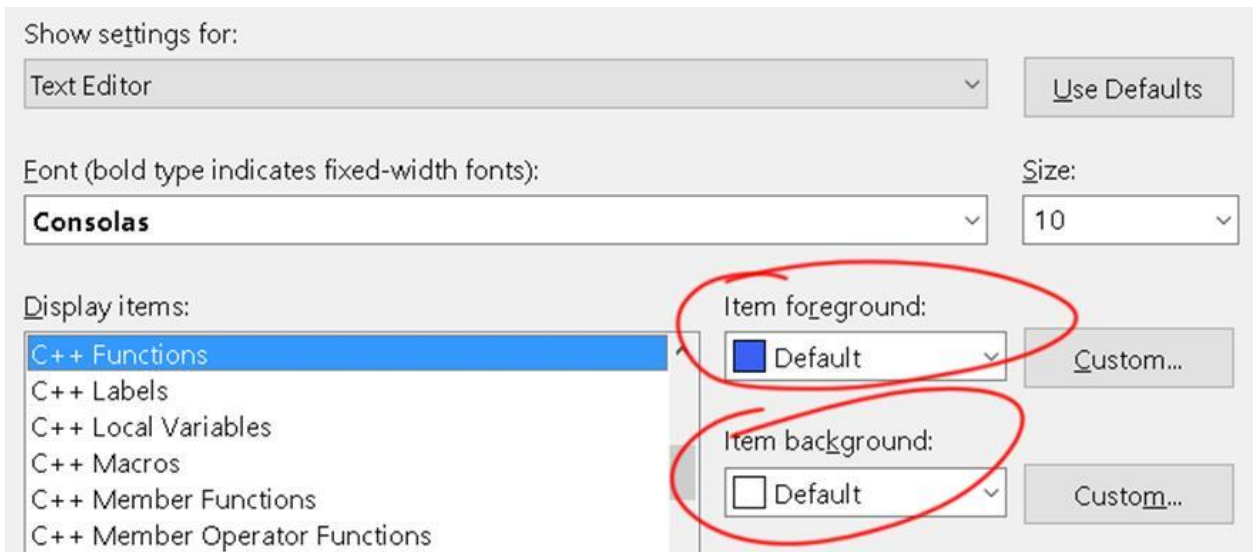 Show settings for:
Text Editor
Use Defaults
Font (bold type indicates fixed-width fonts):
Size:
Consolas
10
Display items:
Item foreground:
C++ Functions
Default
Custom...
C++ Labels
C++ Local Variables
Item background:
C++ Macros
Default
Custom...
C++ Member Functions
C++ Member Operator Functions